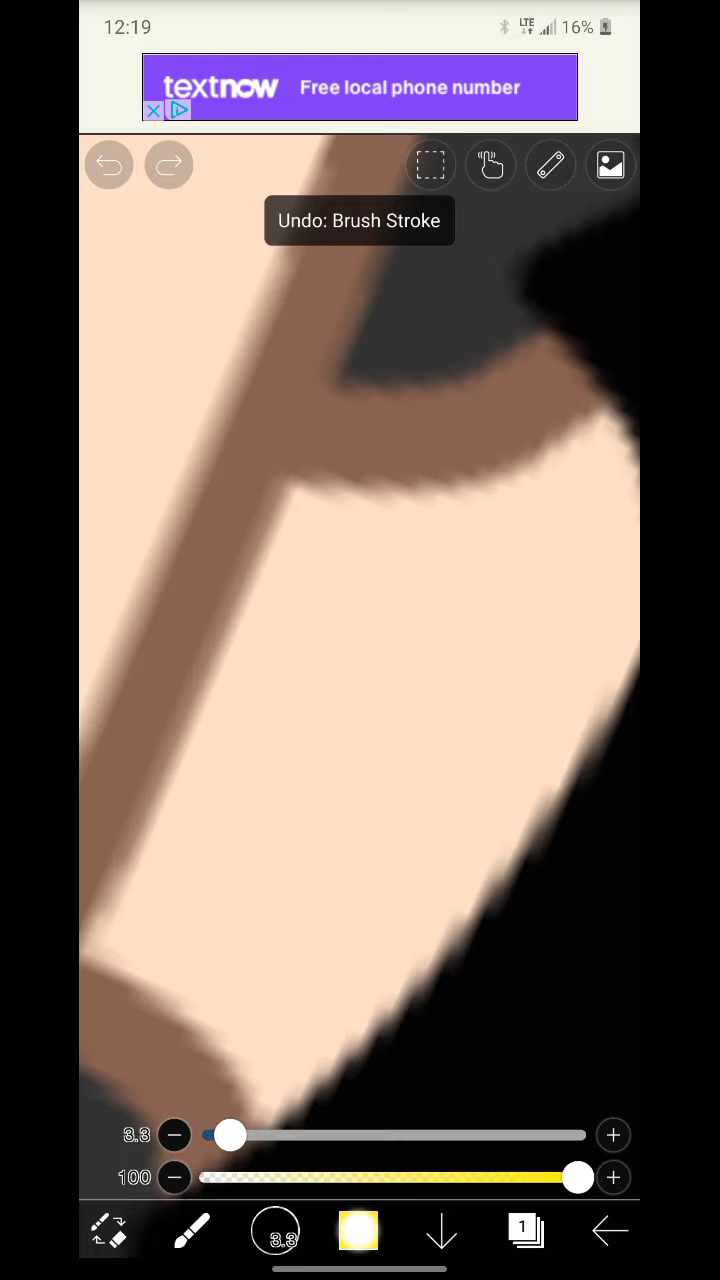 12:19
LTE
16%
textnow Free local phone number
Undo: Brush Stroke
3.3
100
3.3
1